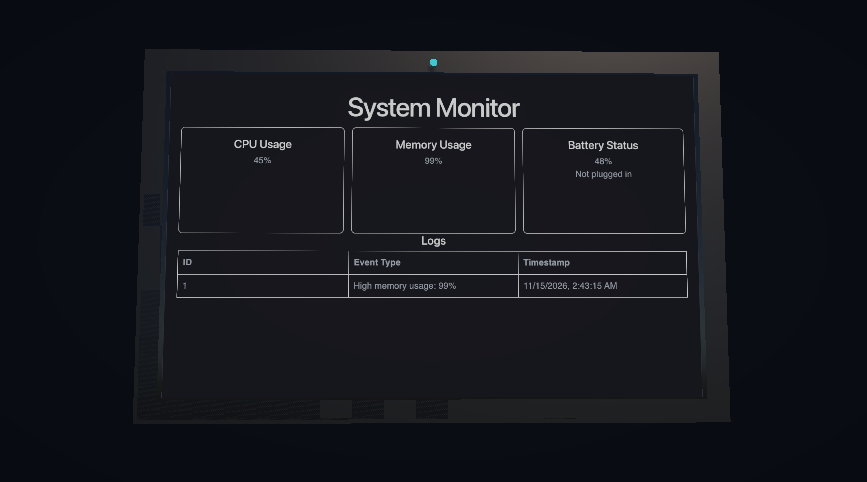 System Monitor
CPU Usage
45%
Memory Usage
99%
Battery Status
48%
Not plugged in
Logs
ID
Event Type
Timestamp
1
High memory usage: 99%
11/15/2026, 2:43:15 AM